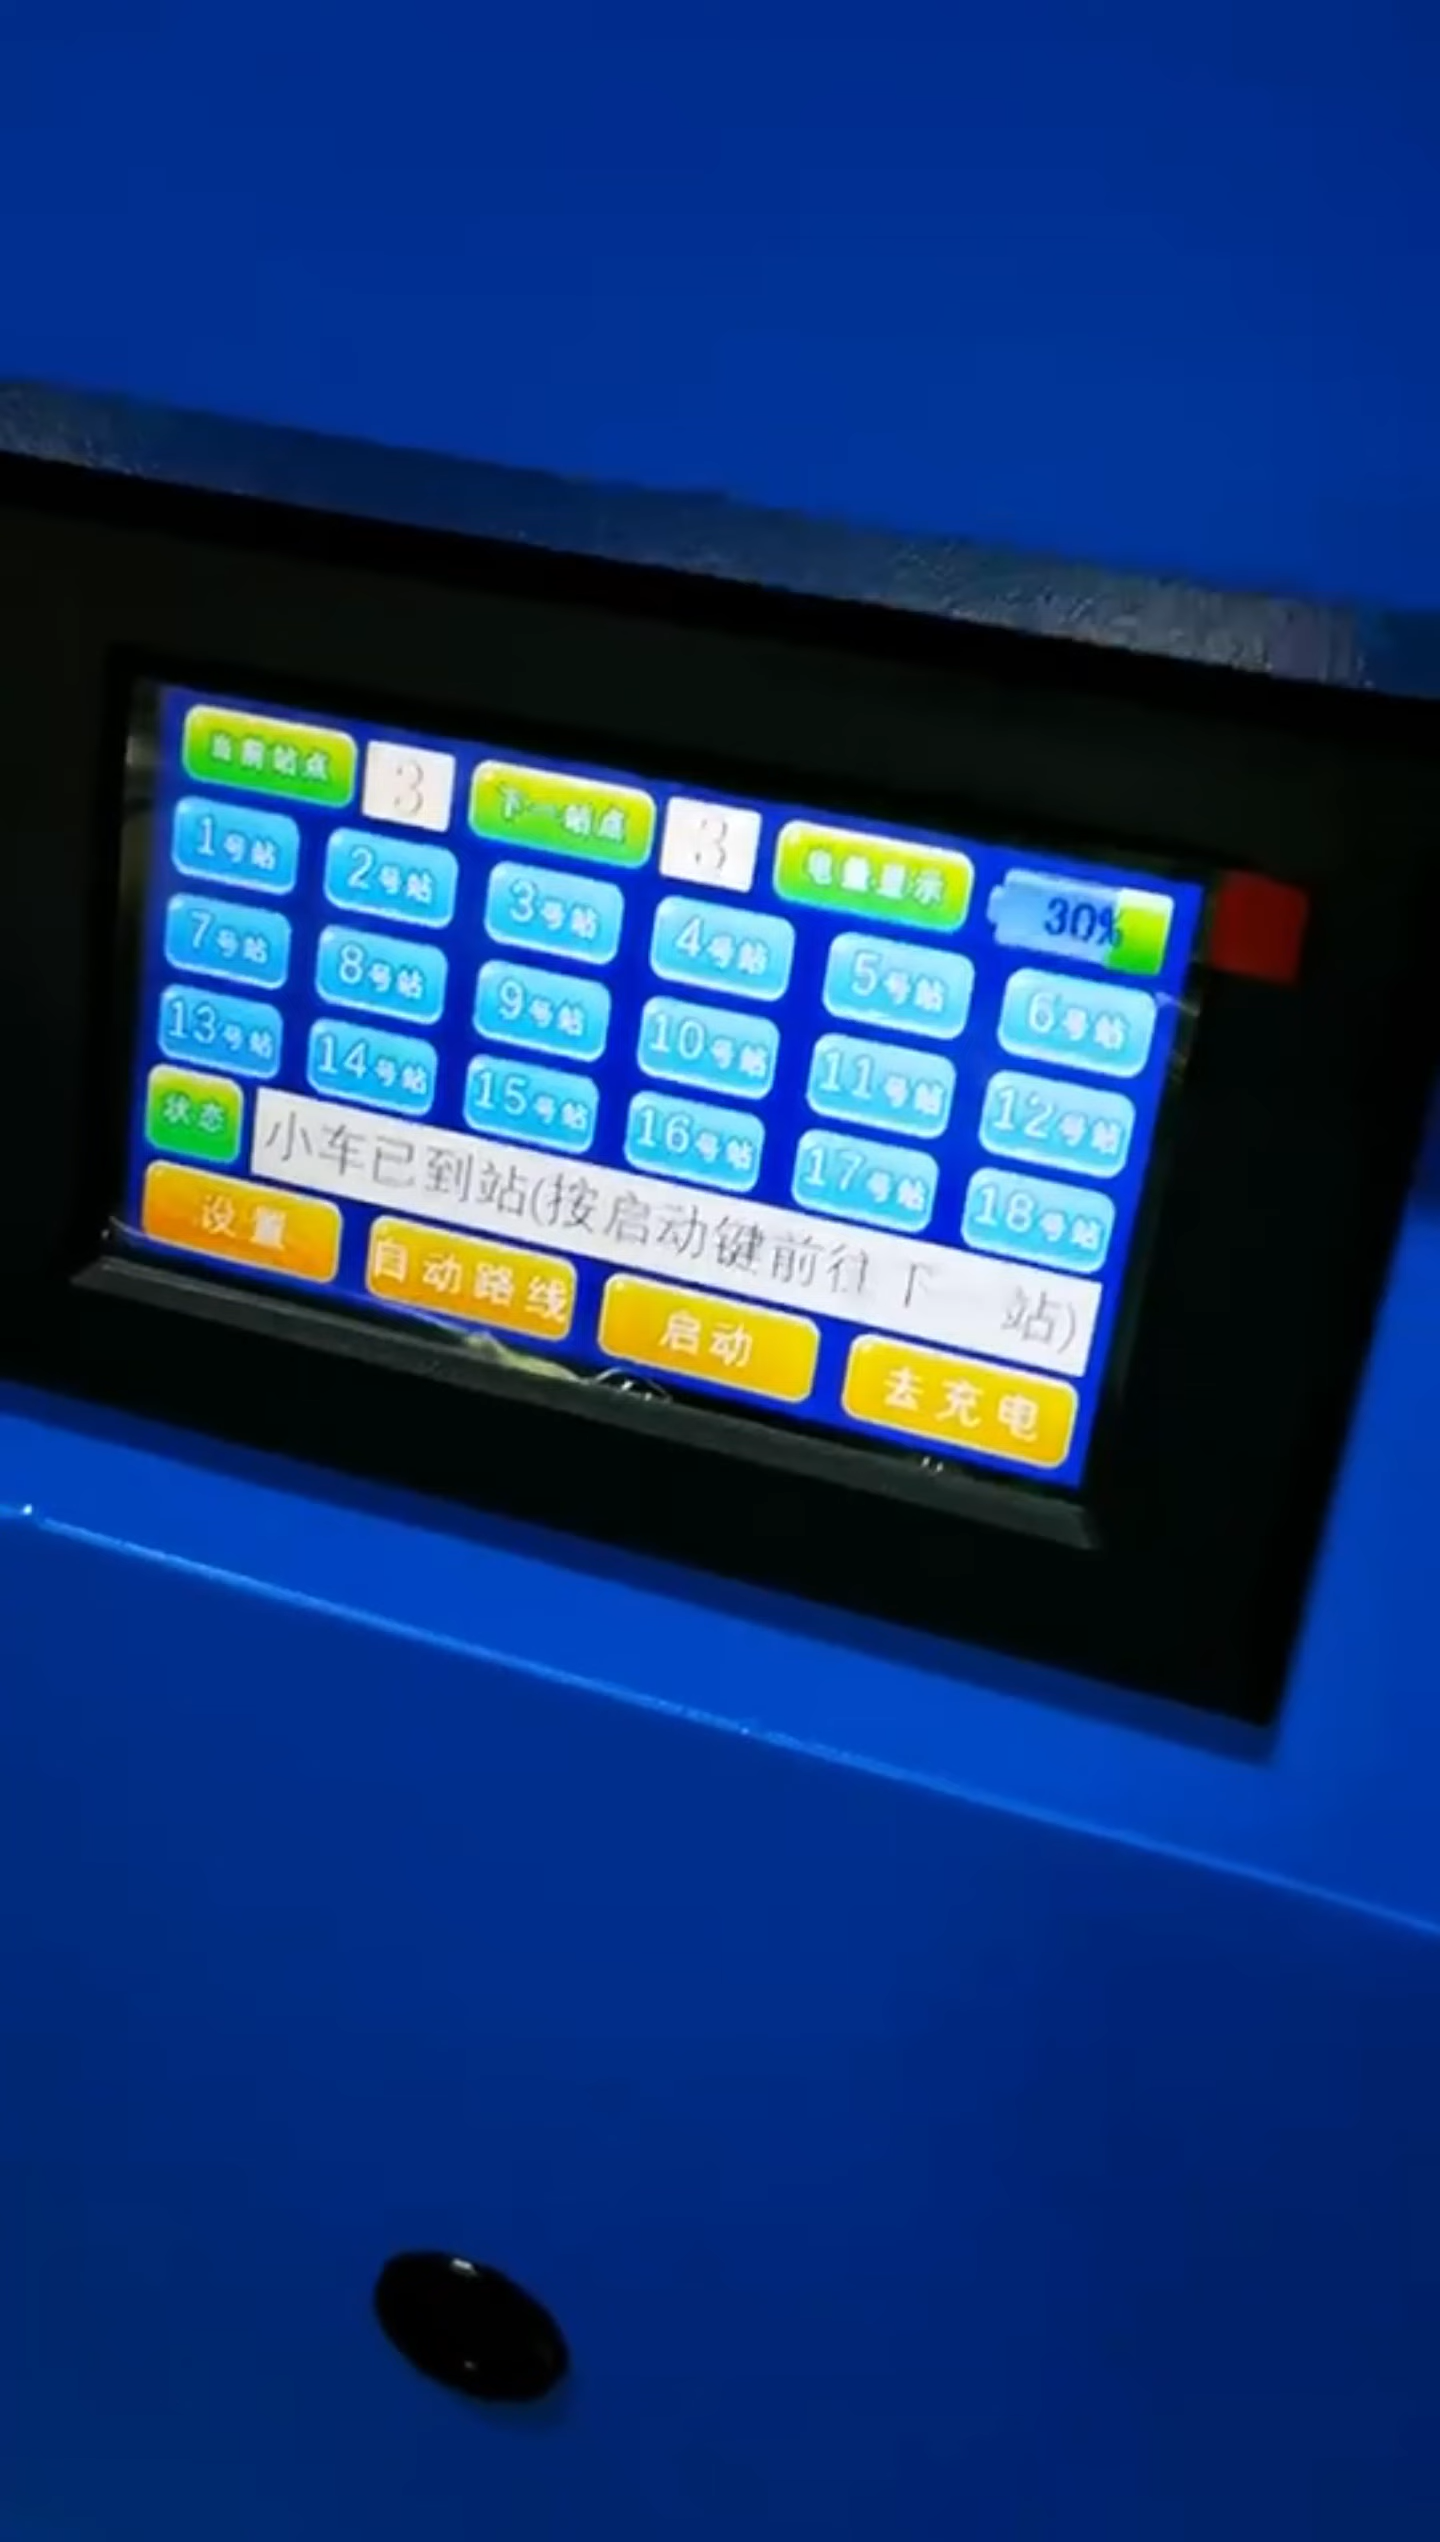 当前站点 3 下一站点 3 电量显示 30%
1号站 2号站 3号站 4号站 5号站 6号站
7号站 8号站 9号站 10号站 11号站 12号站
13号站 14号站 15号站 16号站 17号站 18号站
状态 小车已到站(按启动键前往下一站)
设置 自动路线 启动 去充电